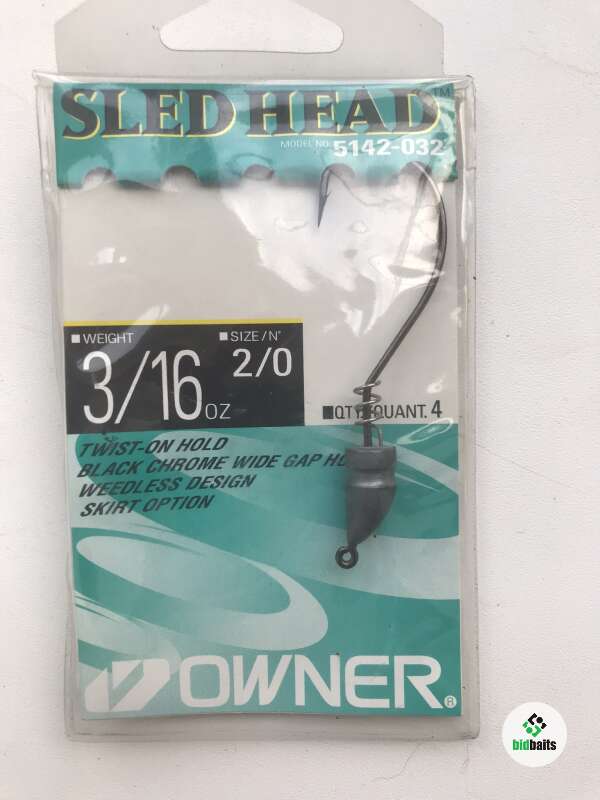 SLED HEAD™
MODEL NO. 5142-032
WEIGHT
3/16 OZ
SIZE/N°
2/0
QTY/QUANT. 4
TWIST-ON HOLD
BLACK CHROME WIDE GAP
WEEDLESS DESIGN
SKIRT OPTION
OWNER®
bidbaits